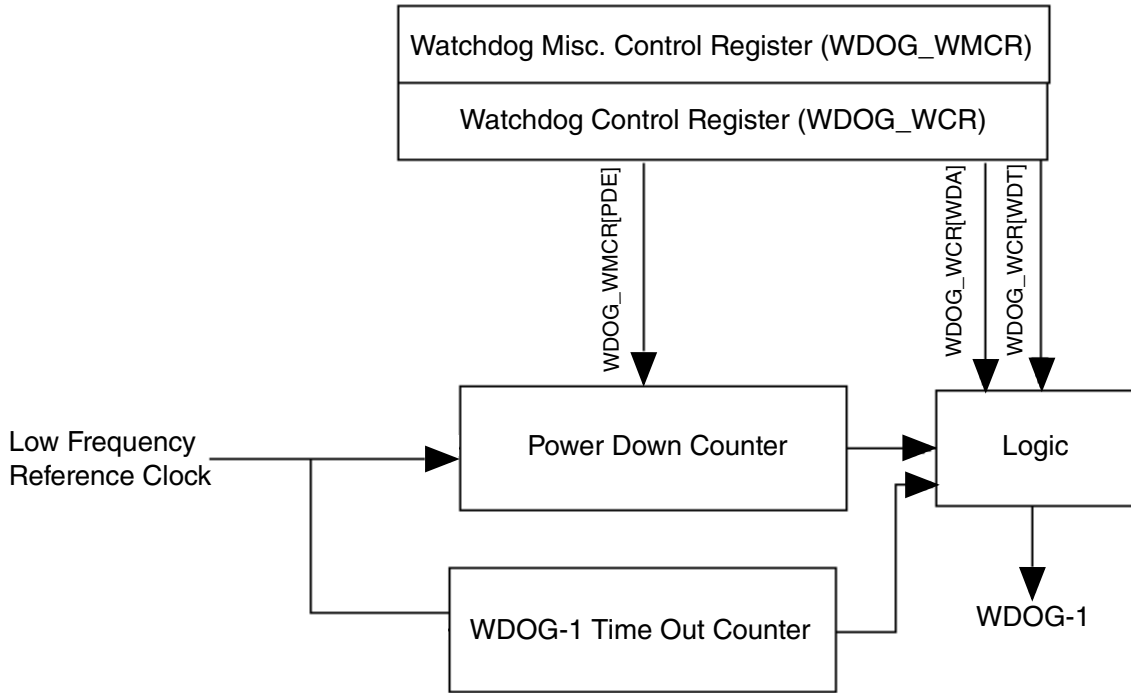 Watchdog Misc. Control Register (WDOG_WMCR)
Watchdog Control Register (WDOG_WCR)
WDOG_WMCR[PDE]
WDOG_WCR[WDA]
WDOG_WCR[WDT]
Low Frequency
Reference Clock
Power Down Counter
Logic
WDOG-1 Time Out Counter
WDOG-1